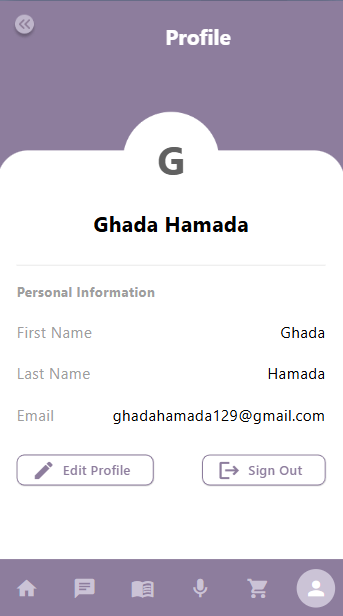 Profile
G
Ghada Hamada
Personal Information
First Name Ghada
Last Name Hamada
Email ghadahamada129@gmail.com
Edit Profile Sign Out